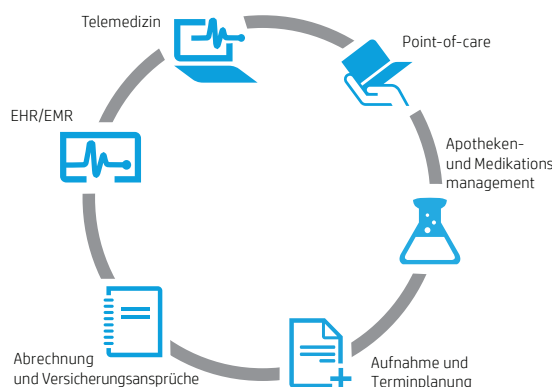 Telemedizin
Point-of-care
EHR/EMR
Apotheken-
und Medikations
management
Abrechnung
und Versicherungsansprüche
Aufnahme und
Terminplanung